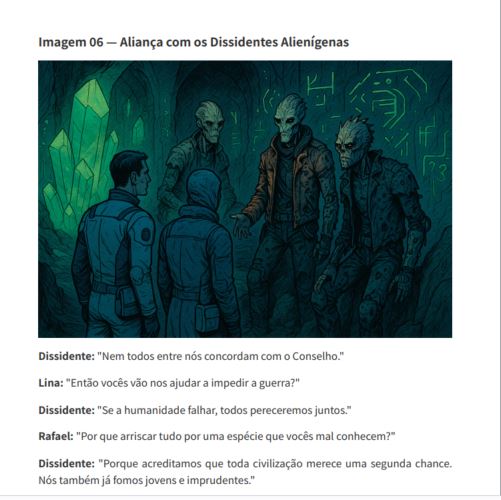 Imagem 06 — Aliança com os Dissidentes Alienígenas
Dissidente: "Nem todos entre nós concordam com o Conselho."
Lina: "Então vocês vão nos ajudar a impedir a guerra?"
Dissidente: "Se a humanidade falhar, todos pereceremos juntos."
Rafael: "Por que arriscar tudo por uma espécie que vocês mal conhecem?"
Dissidente: "Porque acreditamos que toda civilização merece uma segunda chance.
Nós também já fomos jovens e imprudentes."